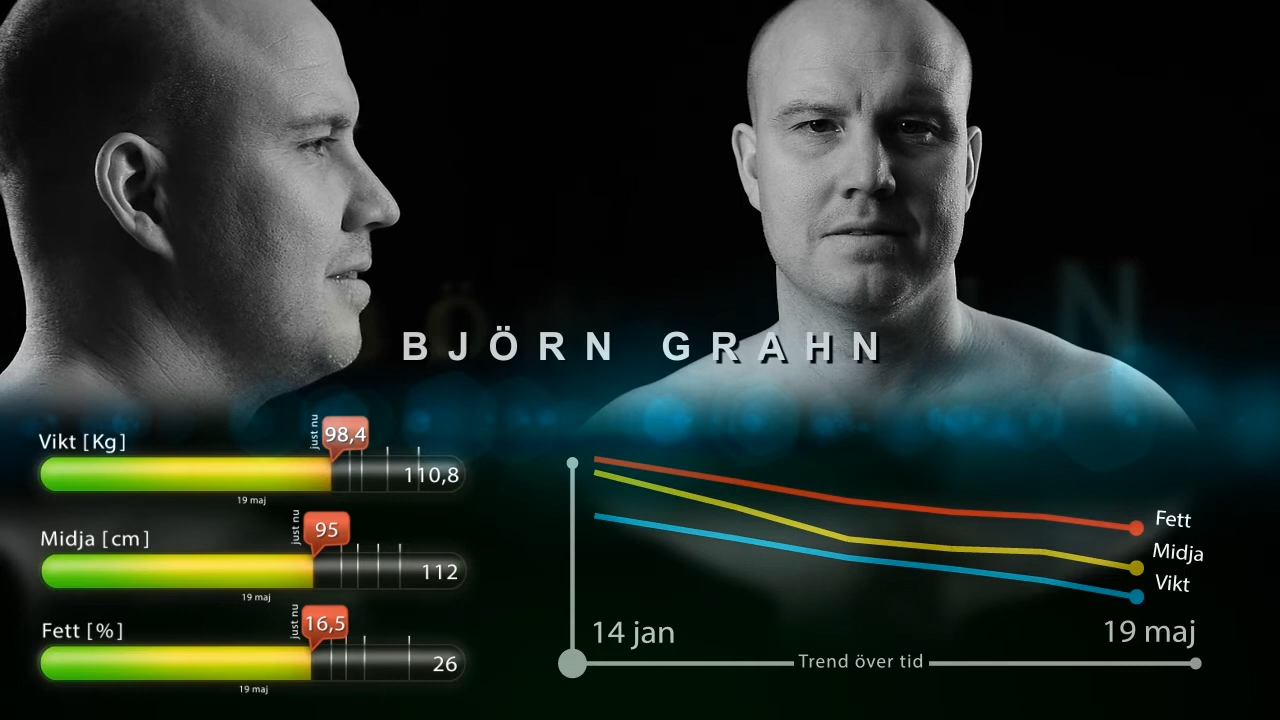 BJÖRN GRAHN
Vikt [Kg]
just nu
98,4
110,8
19 maj
Midja [cm]
just nu
95
112
19 maj
Fett [%]
just nu
16,5
26
19 maj
Fett
Midja
Vikt
14 jan
19 maj
Trend över tid